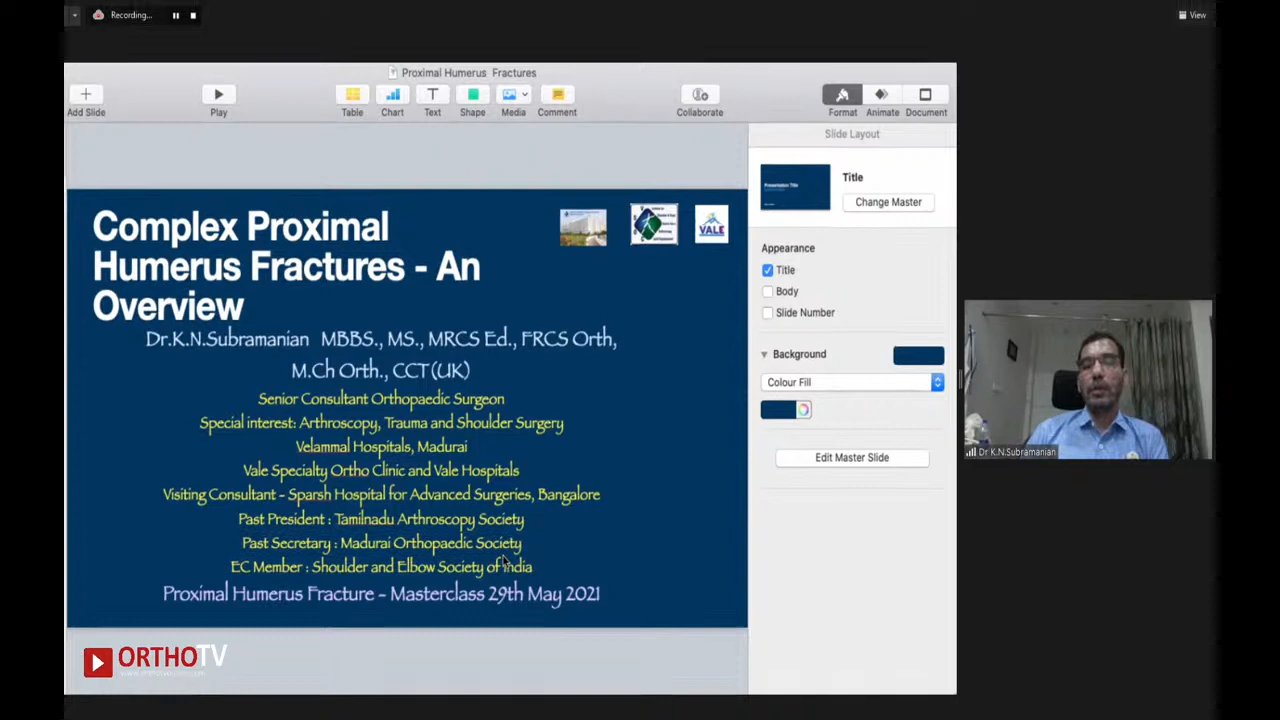 Recording...
View
Proximal Humerus Fractures
Add Slide
Play
Table
Chart
Text
Shape
Media
Comment
Collaborate
Format
Animate
Document
Slide Layout
Title
Change Master
Appearance
Title
Body
Slide Number
Background
Colour Fill
Edit Master Slide
Complex Proximal
Humerus Fractures - An
Overview
VALE
Dr.K.N.Subramanian MBBS., MS., MRCS Ed., FRCS Orth,
M.Ch Orth., CCT(UK)
Senior Consultant Orthopaedic Surgeon
Special interest: Arthroscopy, Trauma and Shoulder Surgery
Velammal Hospitals, Madurai
Vale Specialty Ortho Clinic and Vale Hospitals
Visiting Consultant - Sparsh Hospital for Advanced Surgeries, Bangalore
Past President : Tamilnadu Arthroscopy Society
Past Secretary : Madurai Orthopaedic Society
EC Member : Shoulder and Elbow Society of India
Proximal Humerus Fracture - Masterclass 29th May 2021
ORTHOTV
Dr K.N.Subramanian